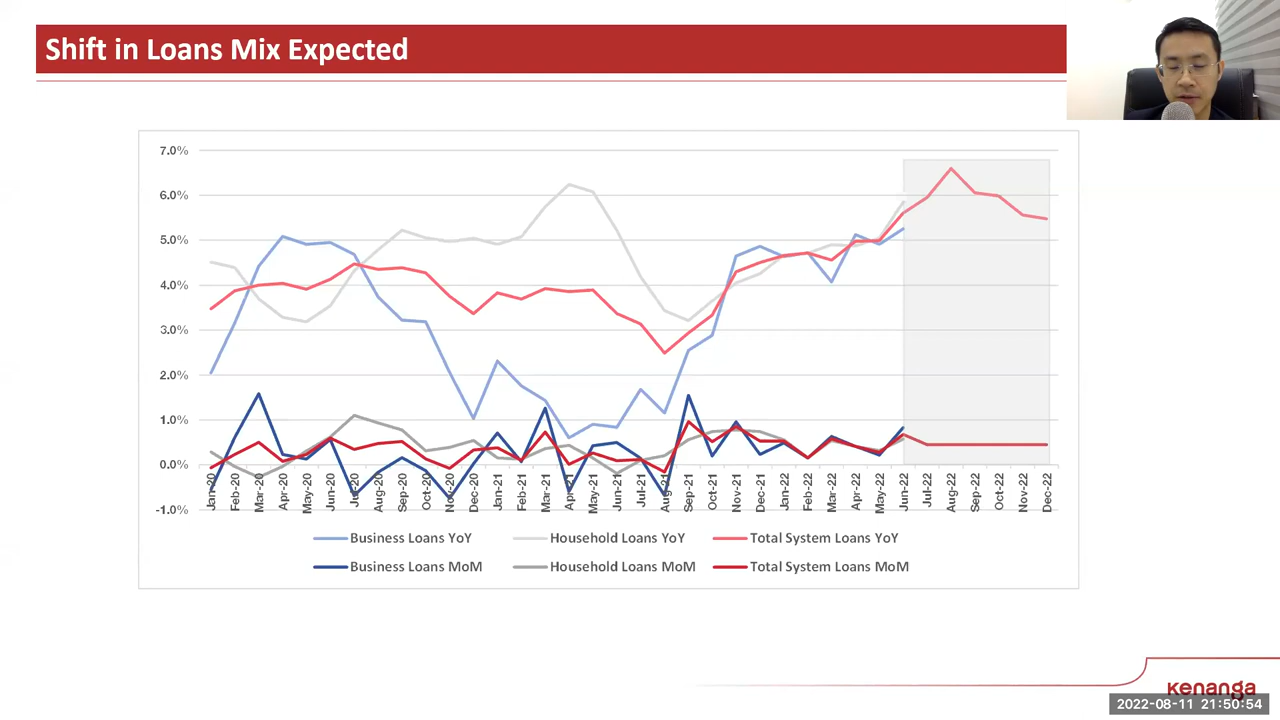 Shift in Loans Mix Expected
7.0%
6.0%
5.0%
4.0%
3.0%
2.0%
1.0%
0.0%
-1.0%
Jan-20 Feb-20 Mar-20 Apr-20 May-20 Jun-20 Jul-20 Aug-20 Sep-20 Oct-20 Nov-20 Dec-20 Jan-21 Feb-21 Mar-21 Apr-21 May-21 Jun-21 Jul-21 Aug-21 Sep-21 Oct-21 Nov-21 Dec-21 Jan-22 Feb-22 Mar-22 Apr-22 May-22 Jun-22 Jul-22 Aug-22 Sep-22 Oct-22 Nov-22 Dec-22
Business Loans YoY Household Loans YoY Total System Loans YoY
Business Loans MoM Household Loans MoM Total System Loans MoM
kenanga
2022-08-11 21:50:54